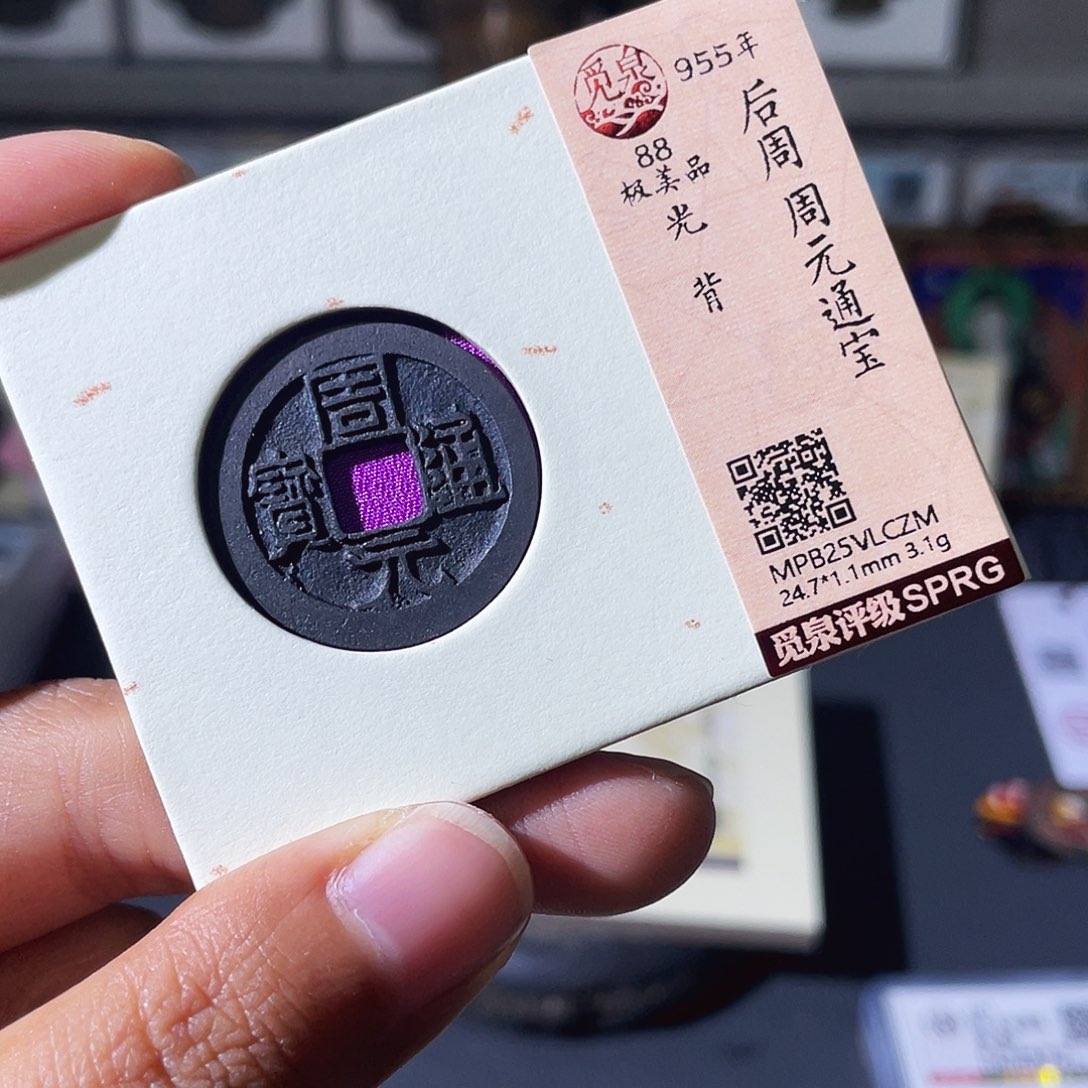 周元通寳
觅泉
955年
后周 周元通宝
88
极美品
光背
MPB25VLCZM
24.7*1.1mm 3.1g
觅泉评级SPRG